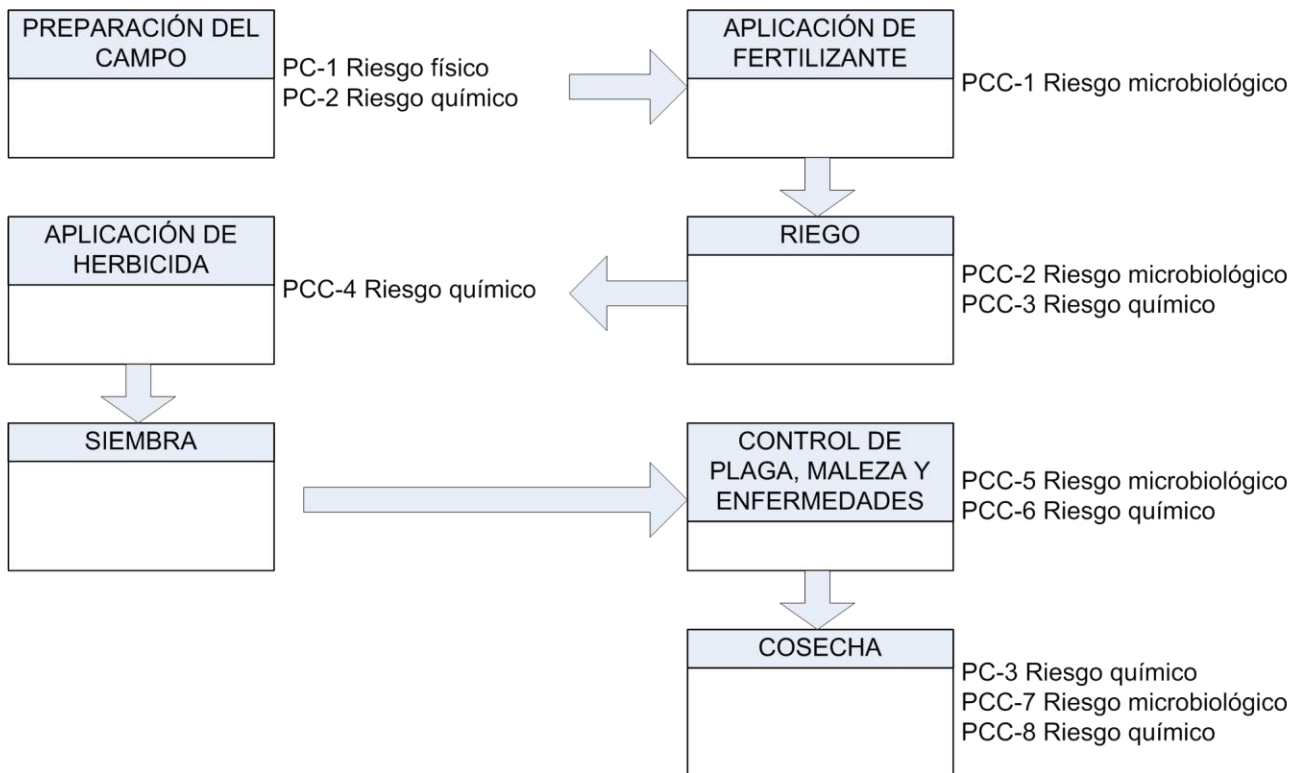 PREPARACIÓN DEL
CAMPO
PC-1 Riesgo físico
PC-2 Riesgo químico
APLICACIÓN DE
FERTILIZANTE
PCC-1 Riesgo microbiológico
RIEGO
PCC-2 Riesgo microbiológico
PCC-3 Riesgo químico
APLICACIÓN DE
HERBICIDA
PCC-4 Riesgo químico
SIEMBRA
CONTROL DE
PLAGA, MALEZA Y
ENFERMEDADES
PCC-5 Riesgo microbiológico
PCC-6 Riesgo químico
COSECHA
PC-3 Riesgo químico
PCC-7 Riesgo microbiológico
PCC-8 Riesgo químico